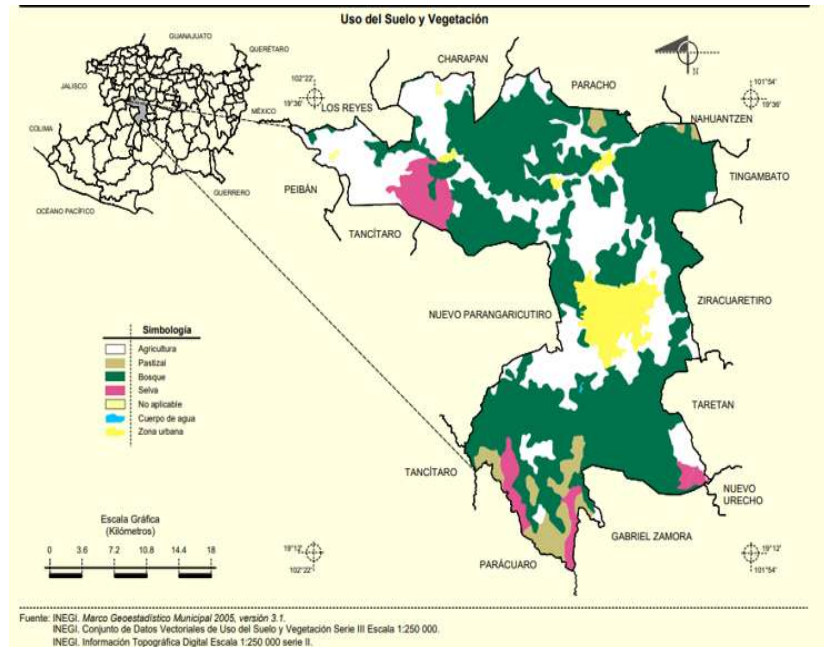 Uso del Suelo y Vegetación
GUANAJUATO
QUERÉTARO
JALISCO
MÉXICO
COLIMA
GUERRERO
OCÉANO PACÍFICO
102°22'
19°36'
101°54'
19°36'
N
CHARAPAN
PARACHO
LOS REYES
NAHUANTZEN
TINGAMBATO
PEIBÁN
TANCÍTARO
ZIRACUARETIRO
NUEVO PARANGARICUTIRO
TARETAN
TANCÍTARO
NUEVO
URECHO
GABRIEL ZAMORA
PARÁCUARO
Simbología
Agricultura
Pastizal
Bosque
Selva
No aplicable
Cuerpo de agua
Zona urbana
Escala Gráfica
(Kilómetros)
0 3.6 7.2 10.8 14.4 18
19°12'
102°22'
19°12'
101°54'
Fuente: INEGI. Marco Geoestadístico Municipal 2005, versión 3.1.
INEGI. Conjunto de Datos Vectoriales de Uso del Suelo y Vegetación Serie III Escala 1:250 000.
INEGI. Información Topográfica Digital Escala 1:250 000 serie II.